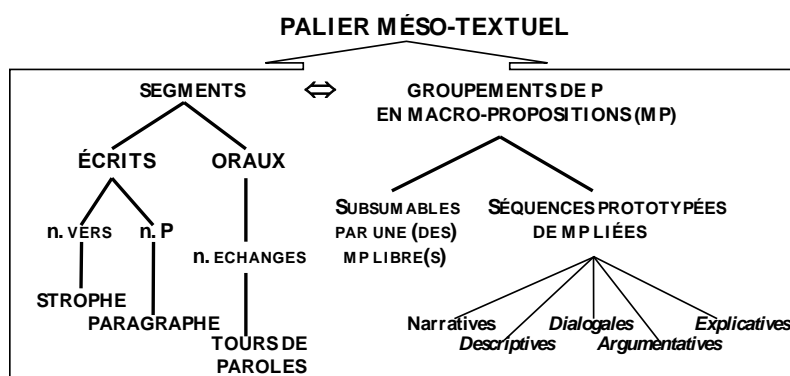 PALIER MÉSO-TEXTUEL
SEGMENTS ⇔ GROUPEMENTS DE P
EN MACRO-PROPOSITIONS (MP)
ÉCRITS ORAUX
SUBSUMABLES
PAR UNE (DES)
MP LIBRE(S)
SÉQUENCES PROTOTYPÉES
DE MP LIÉES
n. VERS n. P
n. ECHANGES
STROPHE
PARAGRAPHE
TOURS DE
PAROLES
Narratives Dialogales Explicatives
Descriptives Argumentatives